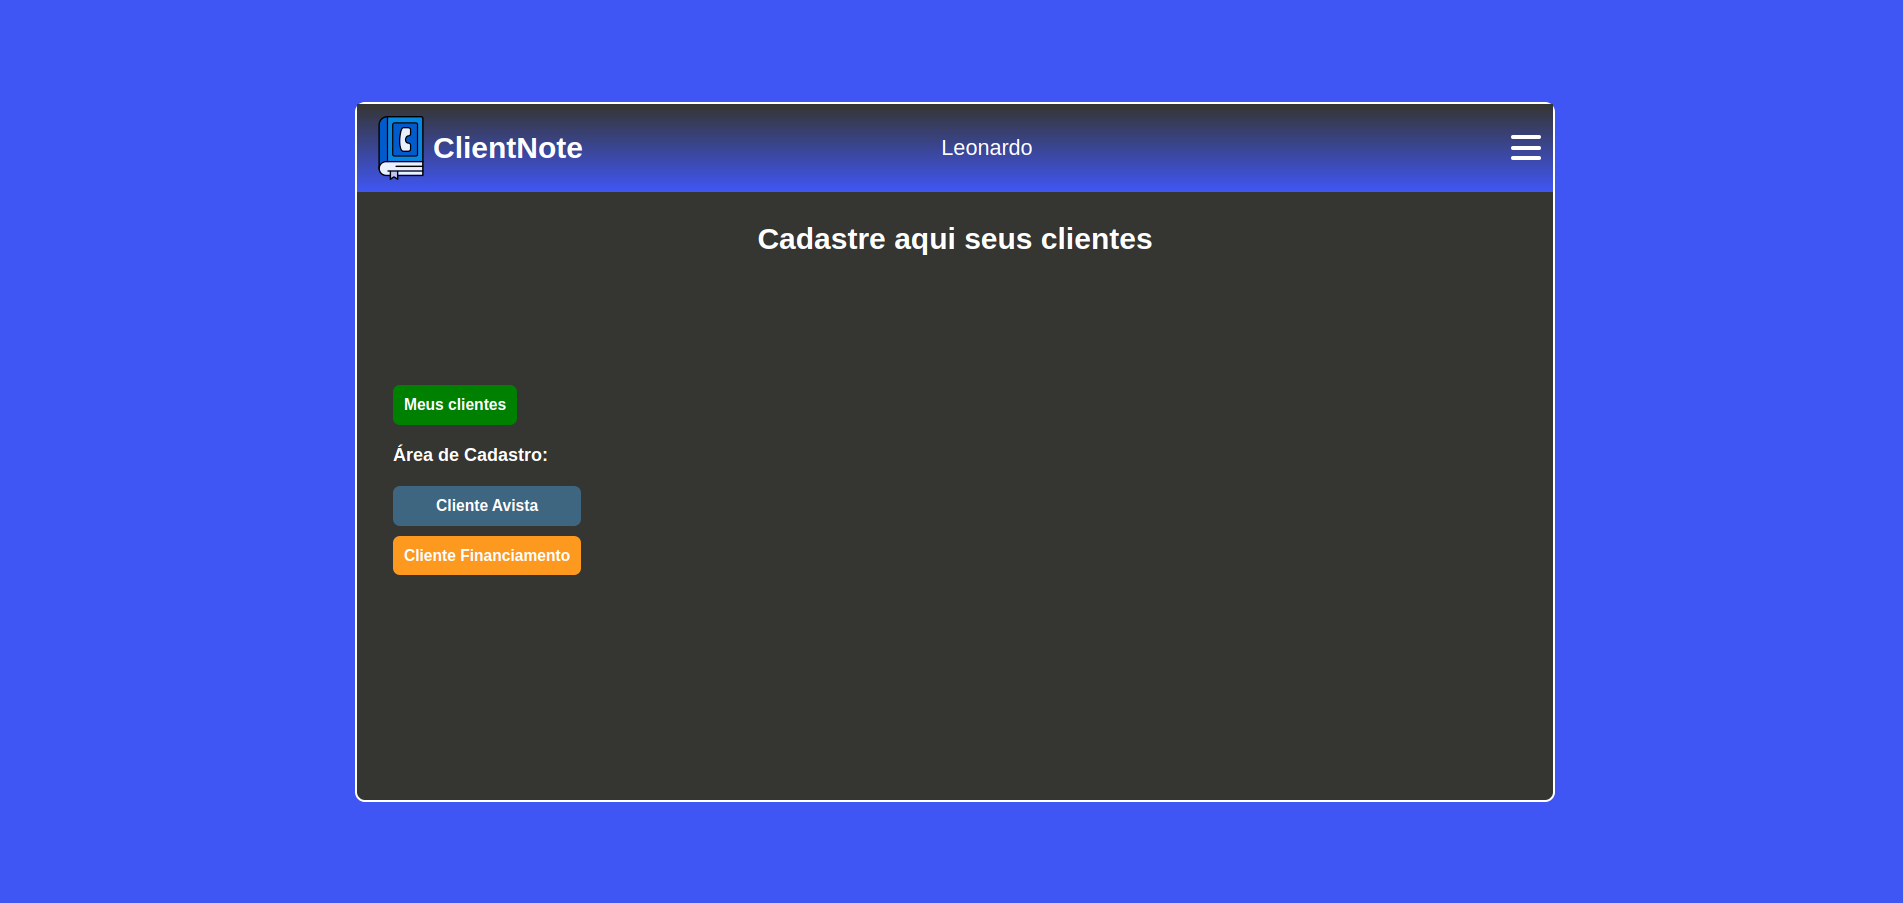 ClientNote
Leonardo
Cadastre aqui seus clientes
Meus clientes
Área de Cadastro:
Cliente Avista
Cliente Financiamento